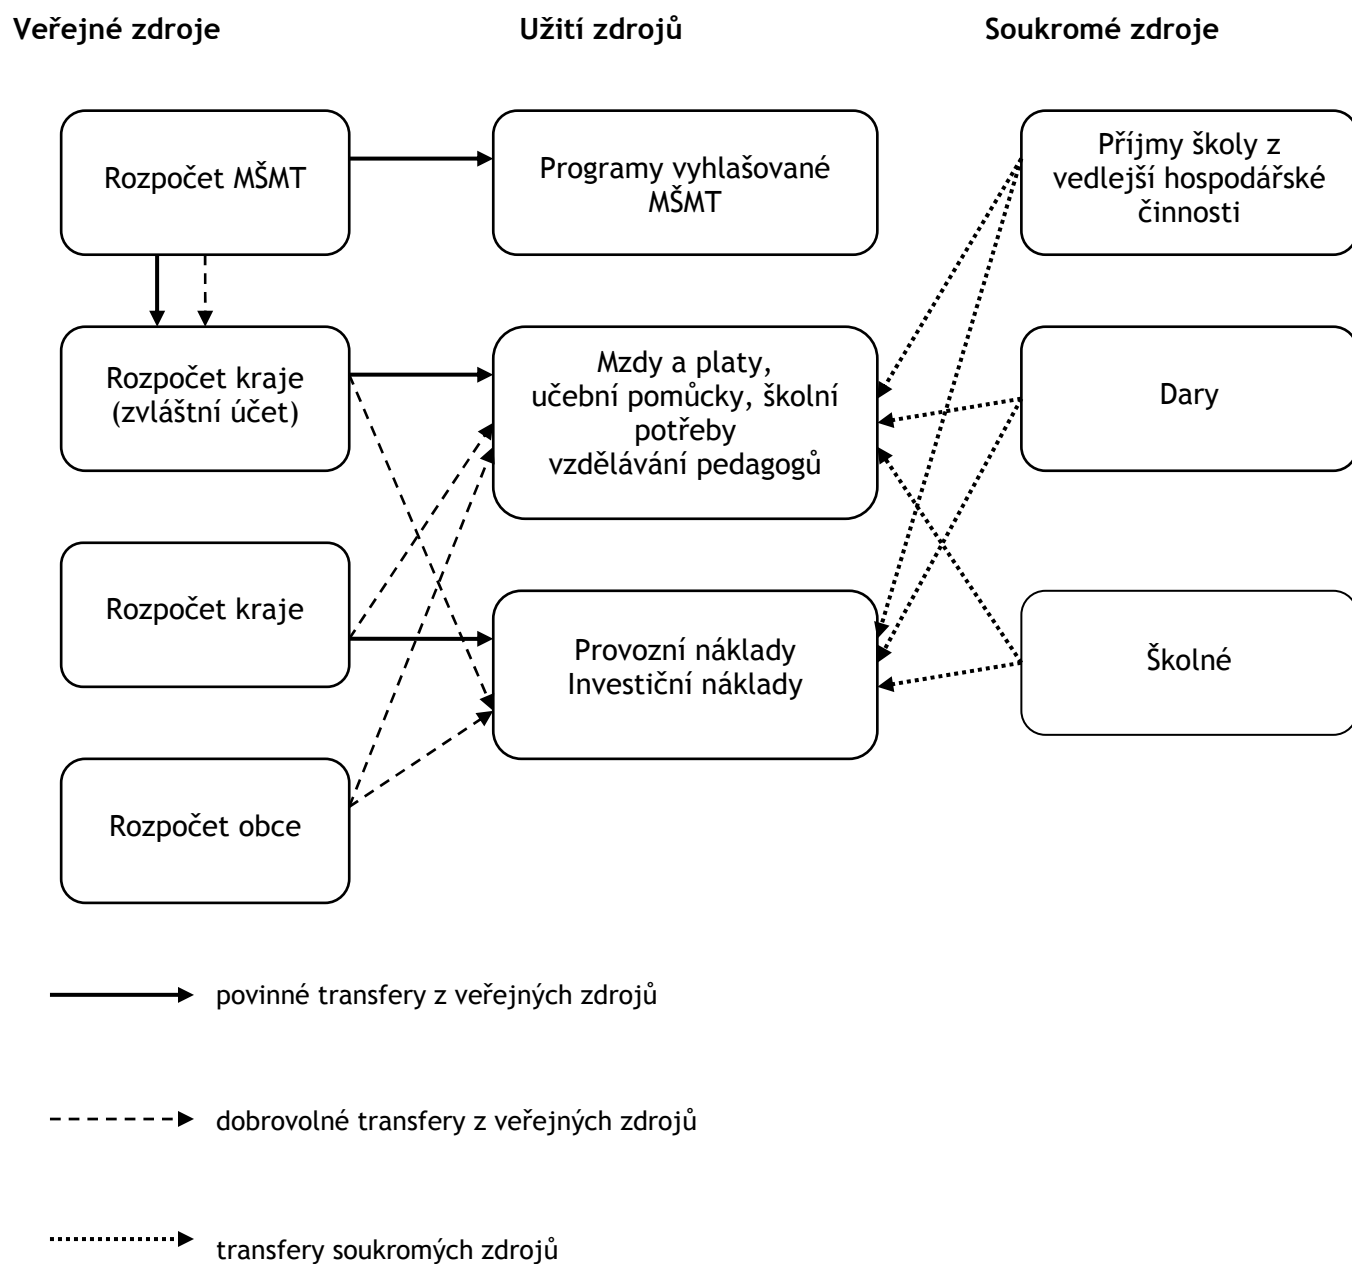 Veřejné zdroje
Užití zdrojů
Soukromé zdroje
Rozpočet MŠMT
Programy vyhlašované
MŠMT
Příjmy školy z
vedlejší hospodářské
činnosti
Rozpočet kraje
(zvláštní účet)
Mzdy a platy,
učební pomůcky, školní
potřeby
vzdělávání pedagogů
Dary
Rozpočet kraje
Provozní náklady
Investiční náklady
Školné
Rozpočet obce
povinné transfery z veřejných zdrojů
dobrovolné transfery z veřejných zdrojů
transfery soukromých zdrojů